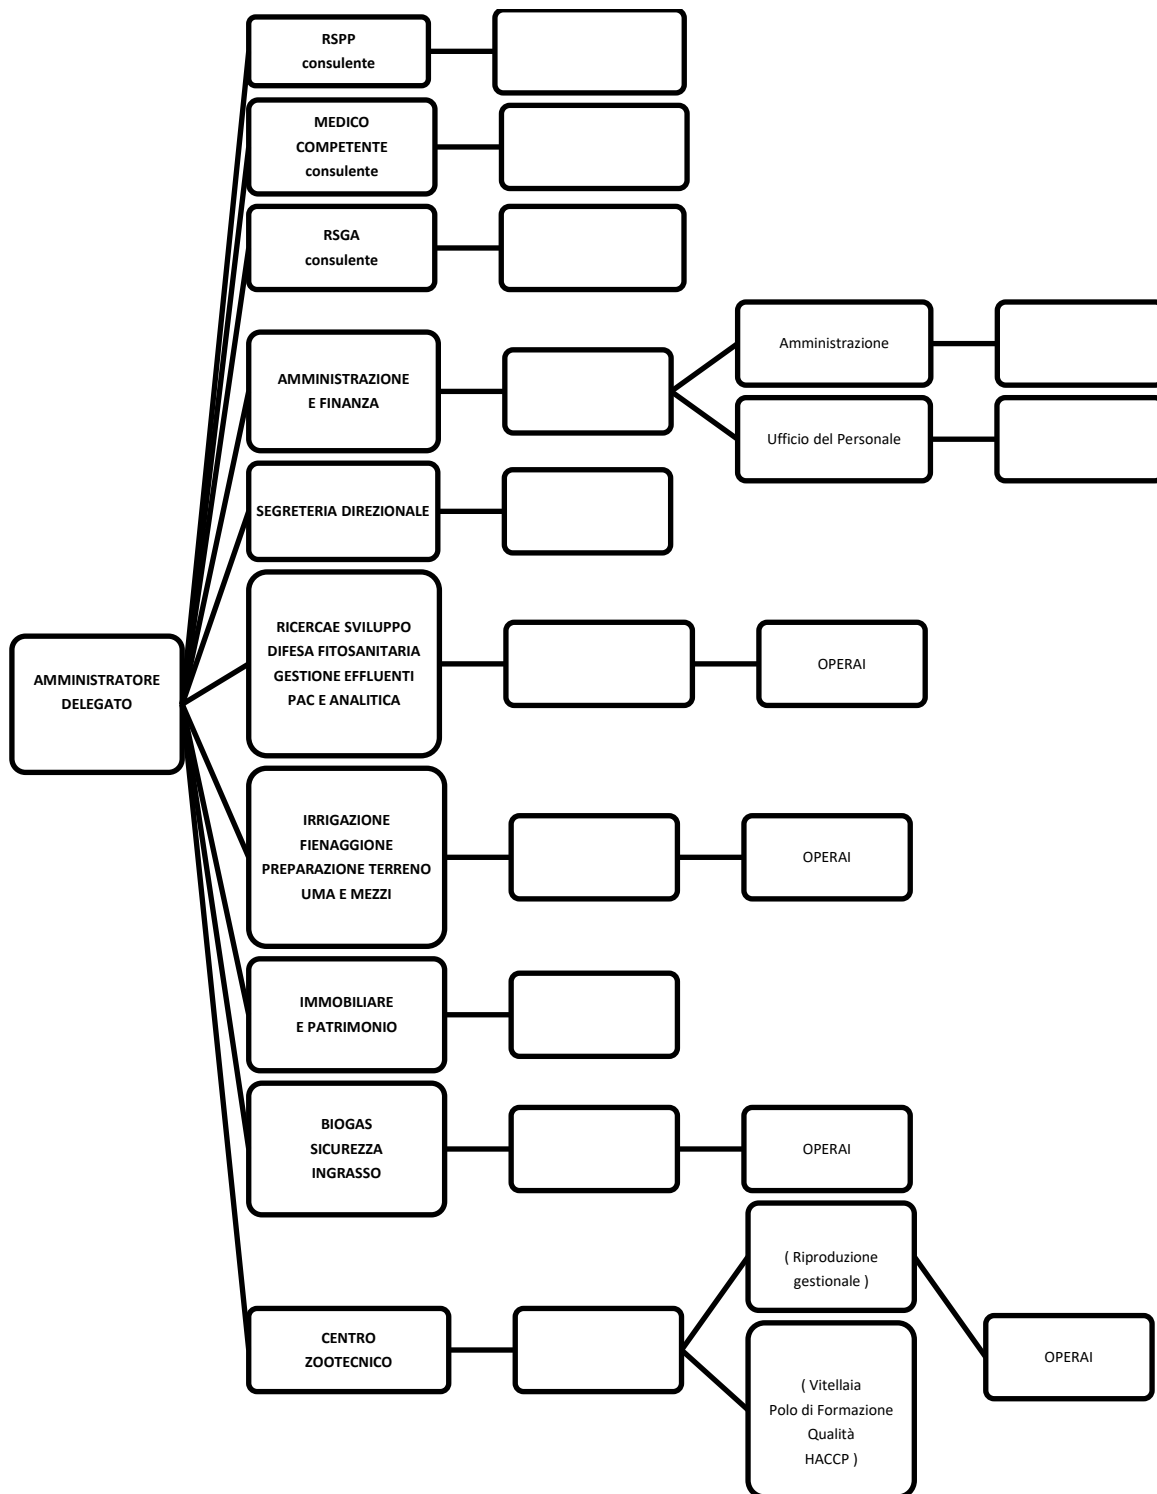 RSPP
consulente
MEDICO
COMPETENTE
consulente
RSGA
consulente
AMMINISTRAZIONE
E FINANZA
Amministrazione
Ufficio del Personale
SEGRETERIA DIREZIONALE
AMMINISTRATORE
DELEGATO
RICERCAE SVILUPPO
DIFESA FITOSANITARIA
GESTIONE EFFLUENTI
PAC E ANALITICA
OPERAI
IRRIGAZIONE
FIENAGGIONE
PREPARAZIONE TERRENO
UMA E MEZZI
OPERAI
IMMOBILIARE
E PATRIMONIO
BIOGAS
SICUREZZA
INGRASSO
OPERAI
CENTRO
ZOOTECNICO
( Riproduzione
gestionale )
( Vitellaia
Polo di Formazione
Qualità
HACCP )
OPERAI